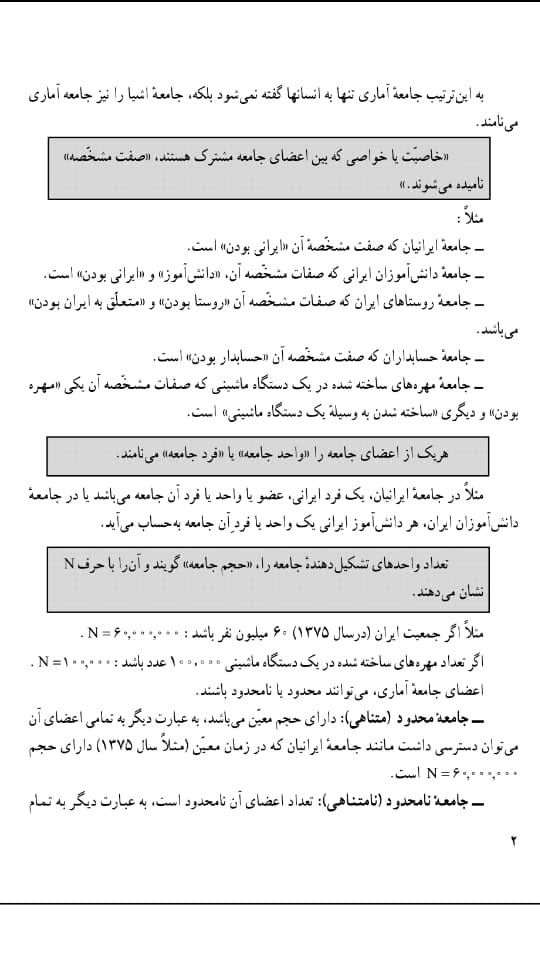 به این‌ترتیب جامعهٔ آماری تنها به انسانها گفته نمی‌شود بلکه، جامعهٔ اشیا را نیز جامعه آماری
می‌نامند.
«خاصیّت یا خواصی که بین اعضای جامعه مشترک هستند، «صفت مشخّصه»
نامیده می‌شوند.»
مثلاً :
ــ جامعهٔ ایرانیان که صفت مشخّصهٔ آن «ایرانی بودن» است.
ــ جامعهٔ دانش‌آموزان ایرانی که صفات مشخّصه آن، «دانش‌آموز» و «ایرانی بودن» است.
ــ جامعهٔ روستاهای ایران که صفات مشخّصه آن «روستا بودن» و «متعلّق به ایران بودن»
می‌باشد.
ــ جامعهٔ حسابداران که صفت مشخّصه آن «حسابدار بودن» است.
ــ جامعهٔ مهره‌های ساخته شده در یک دستگاه ماشینی که صفات مشخّصه آن یکی «مهره
بودن» و دیگری «ساخته شدن به وسیلهٔ یک دستگاه ماشینی» است.
هریک از اعضای جامعه را «واحد جامعه» یا «فرد جامعه» می‌نامند.
مثلاً در جامعهٔ ایرانیان، یک فرد ایرانی، عضو یا واحد یا فرد آن جامعه می‌باشد یا در جامعهٔ
دانش‌آموزان ایران، هر دانش‌آموز ایرانی یک واحد یا فردِ آن جامعه به‌حساب می‌آید.
تعداد واحدهای تشکیل‌دهندهٔ جامعه را، «حجم جامعه» گویند و آن‌را با حرف N
نشان می‌دهند.
مثلاً اگر جمعیت ایران (درسال ۱۳۷۵) ۶۰ میلیون نفر باشد : N = ۶۰,۰۰۰,۰۰۰ .
اگر تعداد مهره‌های ساخته شده در یک دستگاه ماشینی ۱۰۰,۰۰۰ عدد باشد : N = ۱۰۰,۰۰۰ .
اعضای جامعهٔ آماری، می‌توانند محدود یا نامحدود باشند.
ــ جامعهٔ محدود (متناهی): دارای حجم معیّن می‌باشد، به عبارت دیگر به تمامی اعضای آن
می‌توان دسترسی داشت مانند جامعهٔ ایرانیان که در زمان معیّن (مثلاً سال ۱۳۷۵) دارای حجم
N = ۶۰,۰۰۰,۰۰۰ است.
ــ جامعهٔ نامحدود (نامتناهی): تعداد اعضای آن نامحدود است، به عبارت دیگر به تمام
۲